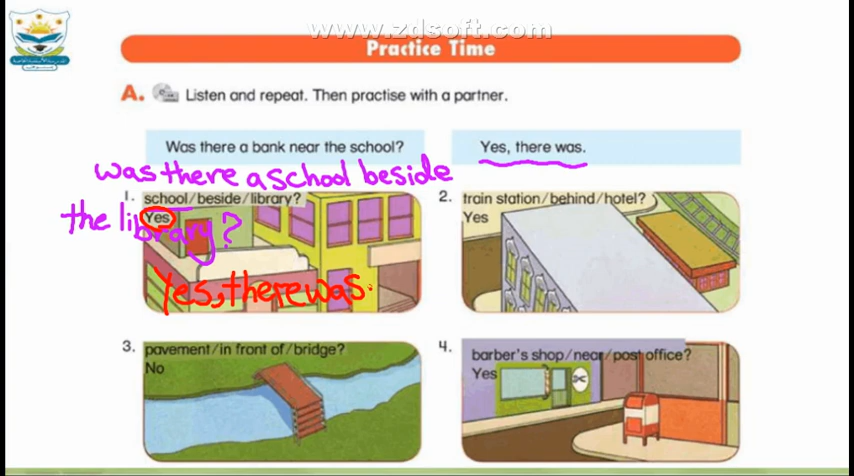 www.zdsoft.com
Practice Time
A. Listen and repeat. Then practise with a partner.
Was there a bank near the school?
Yes, there was.
was there a school beside
the library?
1. school/beside/library?
Yes
Yes, there was.
2. train station/behind/hotel?
Yes
3. pavement/in front of/bridge?
No
4. barber's shop/near/post office?
Yes